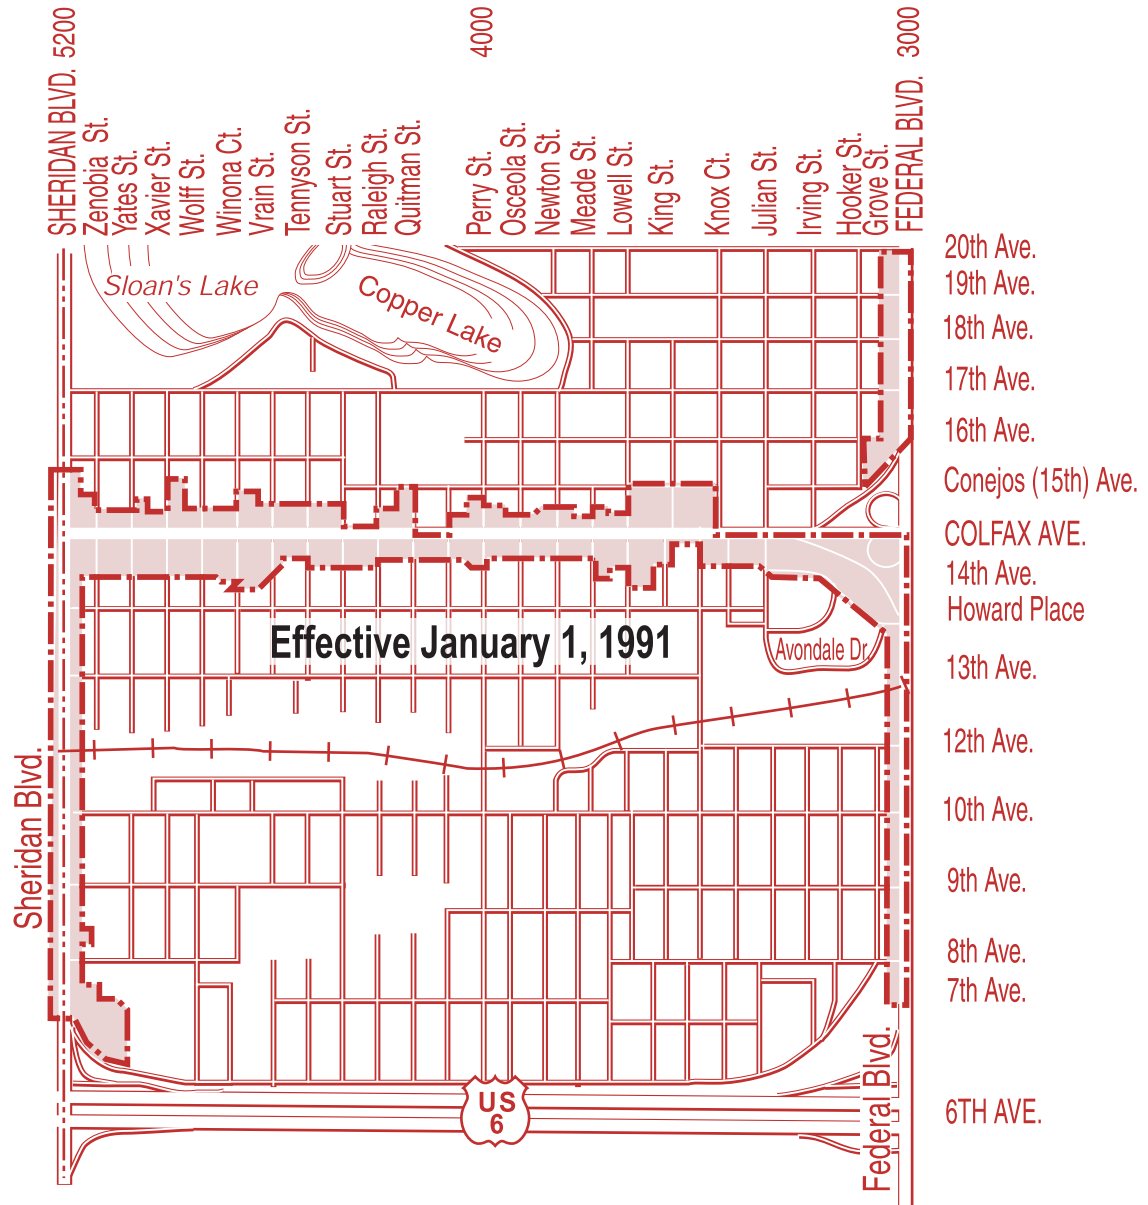 5200
4000
3000
SHERIDAN BLVD.
Zenobia St.
Yates St.
Xavier St.
Wolff St.
Winona Ct.
Vrain St.
Tennyson St.
Stuart St.
Raleigh St.
Quitman St.
Perry St.
Osceola St.
Newton St.
Meade St.
Lowell St.
King St.
Knox Ct.
Julian St.
Irving St.
Hooker St.
Grove St.
FEDERAL BLVD.
20th Ave.
Sloan's Lake
19th Ave.
Copper Lake
18th Ave.
17th Ave.
16th Ave.
Conejos (15th) Ave.
COLFAX AVE.
14th Ave.
Howard Place
Effective January 1, 1991
Avondale Dr.
13th Ave.
12th Ave.
Sheridan Blvd.
10th Ave.
9th Ave.
8th Ave.
7th Ave.
Federal Blvd.
US
6
6TH AVE.